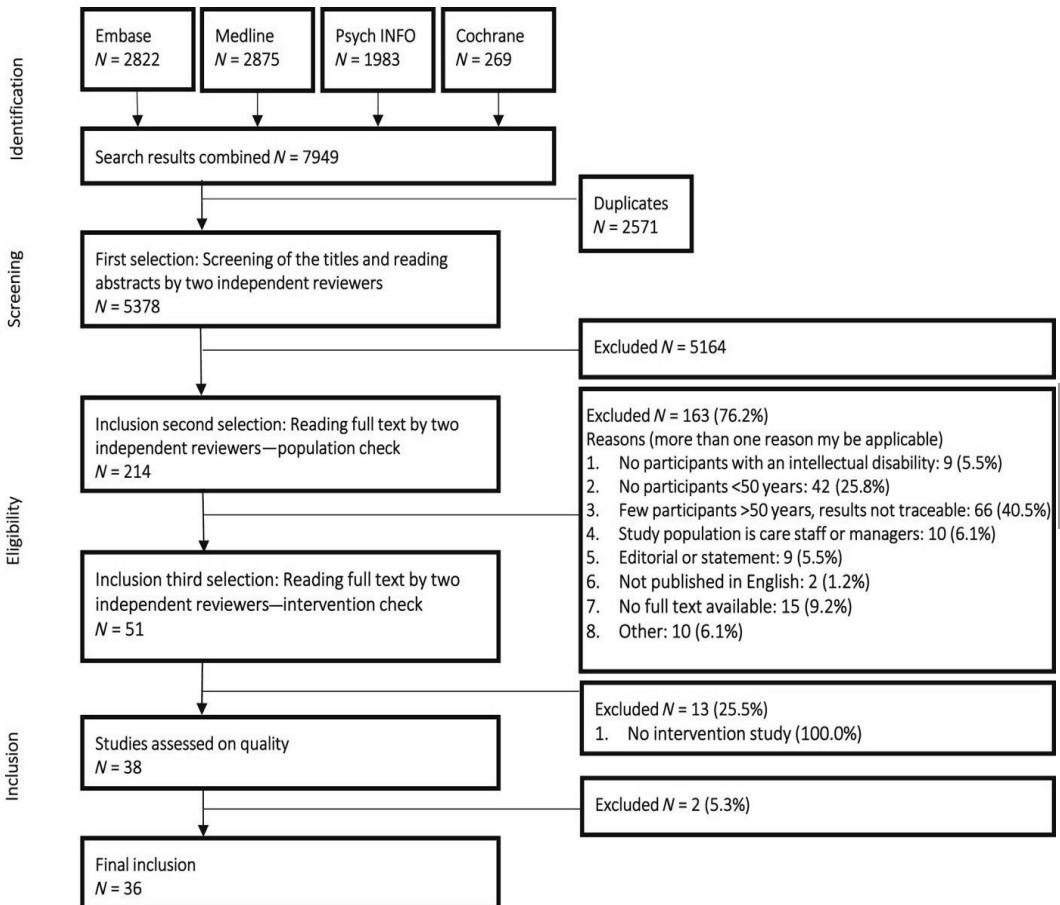 Identification
Embase
N = 2822
Medline
N = 2875
Psych INFO
N = 1983
Cochrane
N = 269
Search results combined N = 7949
Duplicates
N = 2571
Screening
First selection: Screening of the titles and reading
abstracts by two independent reviewers
N = 5378
Excluded N = 5164
Eligibility
Inclusion second selection: Reading full text by two
independent reviewers—population check
N = 214
Excluded N = 163 (76.2%)
Reasons (more than one reason my be applicable)
1. No participants with an intellectual disability: 9 (5.5%)
2. No participants <50 years: 42 (25.8%)
3. Few participants >50 years, results not traceable: 66 (40.5%)
4. Study population is care staff or managers: 10 (6.1%)
5. Editorial or statement: 9 (5.5%)
6. Not published in English: 2 (1.2%)
7. No full text available: 15 (9.2%)
8. Other: 10 (6.1%)
Inclusion third selection: Reading full text by two
independent reviewers—intervention check
N = 51
Excluded N = 13 (25.5%)
1. No intervention study (100.0%)
Inclusion
Studies assessed on quality
N = 38
Excluded N = 2 (5.3%)
Final inclusion
N = 36